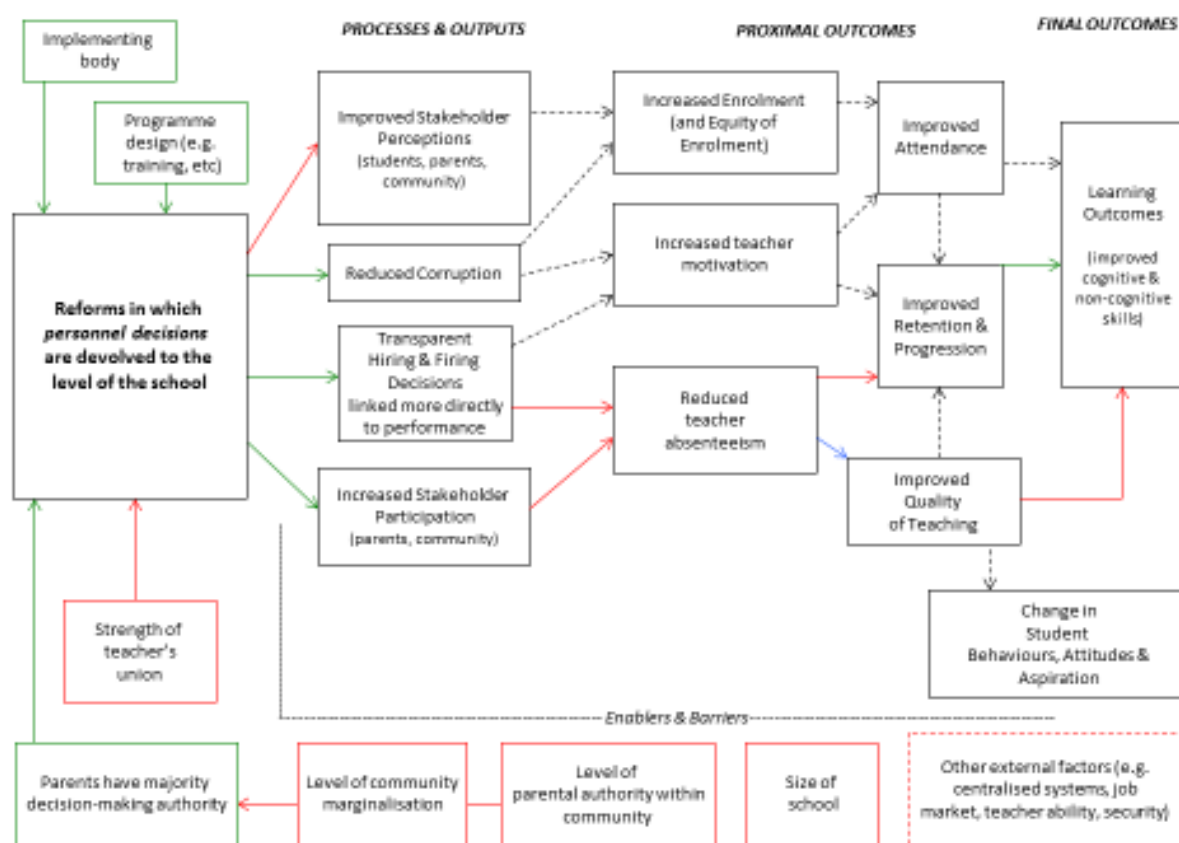 PROCESSES & OUTPUTS
PROXIMAL OUTCOMES
FINAL OUTCOMES
Implementing
body
Programme
design (e.g.
training, etc)
Reforms in which
personnel decisions
are devolved to the
level of the school
Improved Stakeholder
Perceptions
(students, parents,
community)
Reduced Corruption
Transparent
Hiring & Firing
Decisions
linked more directly
to performance
Increased Stakeholder
Participation
(parents, community)
Increased Enrolment
(and Equity of
Enrolment)
Increased teacher
motivation
Reduced
teacher
absenteeism
Improved
Attendance
Improved
Retention &
Progression
Improved
Quality
of Teaching
Learning
Outcomes
(improved
cognitive &
non-cognitive
skills)
Change in
Student
Behaviours, Attitudes &
Aspiration
Strength of
teacher's
union
Enablers & Barriers
Parents have majority
decision-making authority
Level of community
marginalisation
Level of
parental authority within
community
Size of
school
Other external factors (e.g.
centralised systems, job
market, teacher ability, security)